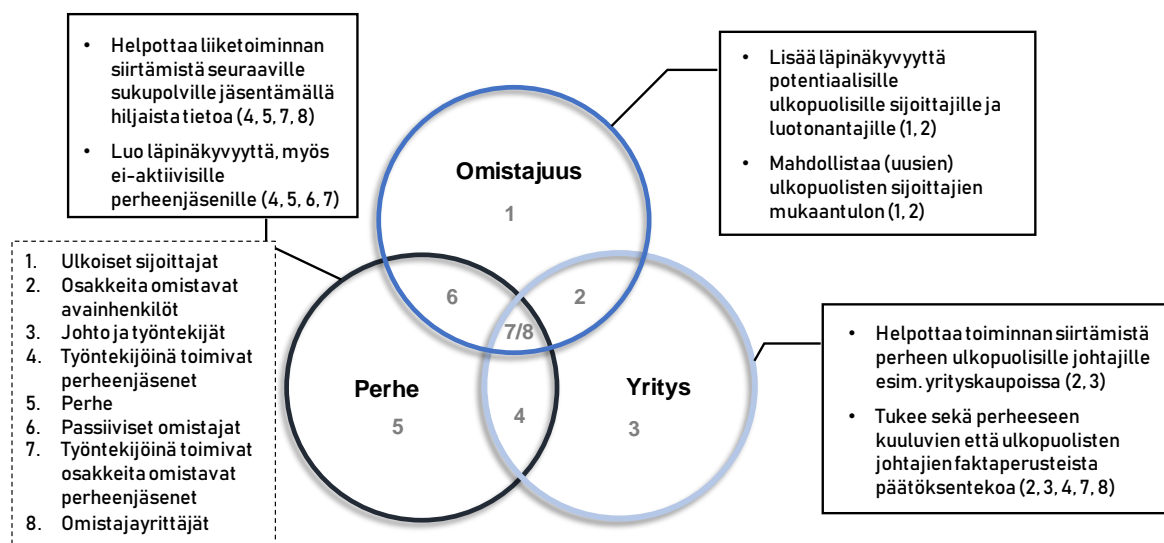 • Helpottaa liiketoiminnan
siirtämistä seuraaville
sukupolville jäsentämällä
hiljaista tietoa (4, 5, 7, 8)
• Luo läpinäkyvyyttä, myös
ei-aktiivisille
perheenjäsenille (4, 5, 6, 7)
• Lisää läpinäkyvyyttä
potentiaalisille
ulkopuolisille sijoittajille ja
luotonantajille (1, 2)
• Mahdollistaa (uusien)
ulkopuolisten sijoittajien
mukaantulon (1, 2)
Omistajuus
1
6
2
7/8
Perhe
5
4
Yritys
3
1. Ulkoiset sijoittajat
2. Osakkeita omistavat
avainhenkilöt
3. Johto ja työntekijät
4. Työntekijöinä toimivat
perheenjäsenet
5. Perhe
6. Passiiviset omistajat
7. Työntekijöinä toimivat
osakkeita omistavat
perheenjäsenet
8. Omistajayrittäjät
• Helpottaa toiminnan siirtämistä
perheen ulkopuolisille johtajille
esim. yrityskaupoissa (2, 3)
• Tukee sekä perheeseen
kuuluvien että ulkopuolisten
johtajien faktaperusteista
päätöksentekoa (2, 3, 4, 7, 8)